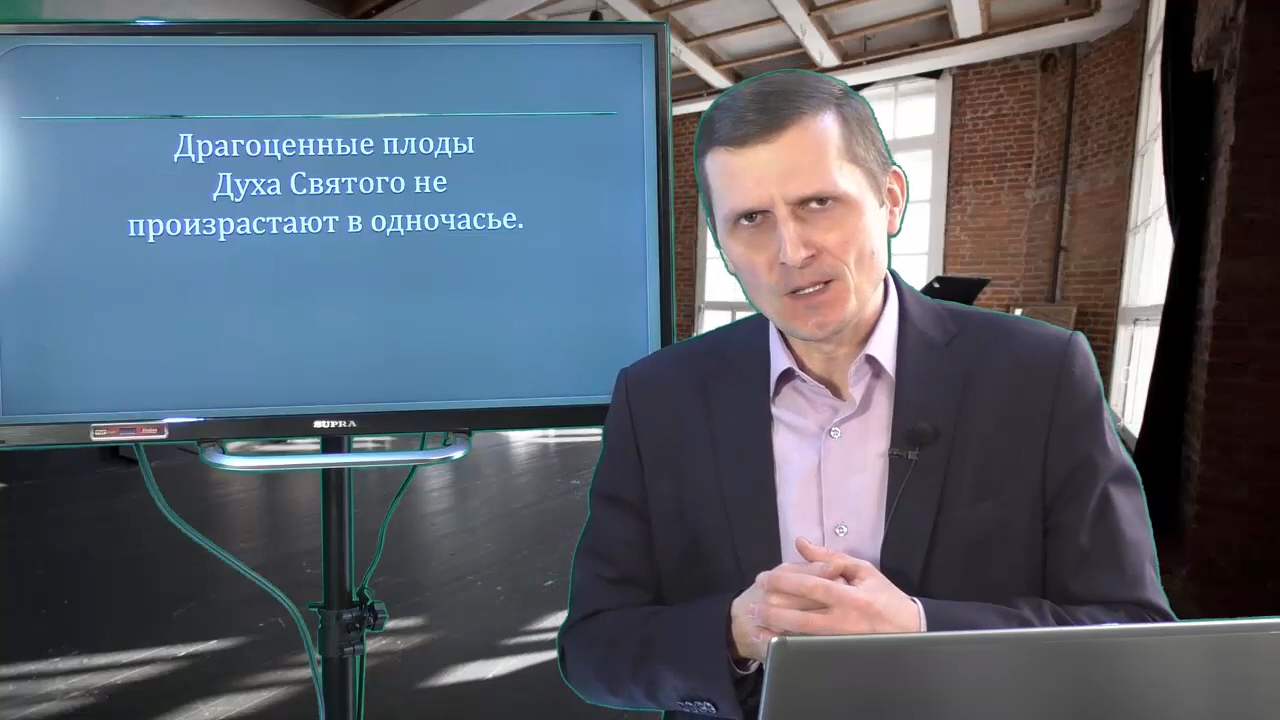 Драгоценные плоды
Духа Святого не
произрастают в одночасье.
SUPRA